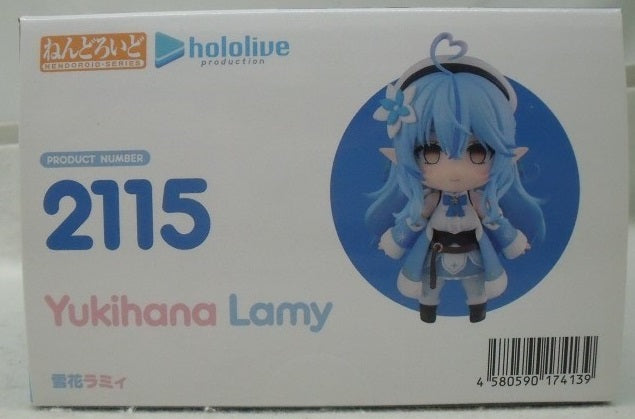 ねんどろいど
NENDOROID-SERIES
hololive
production
PRODUCT NUMBER
2115
Yukihana Lamy
雪花ラミィ
4 580590 174139